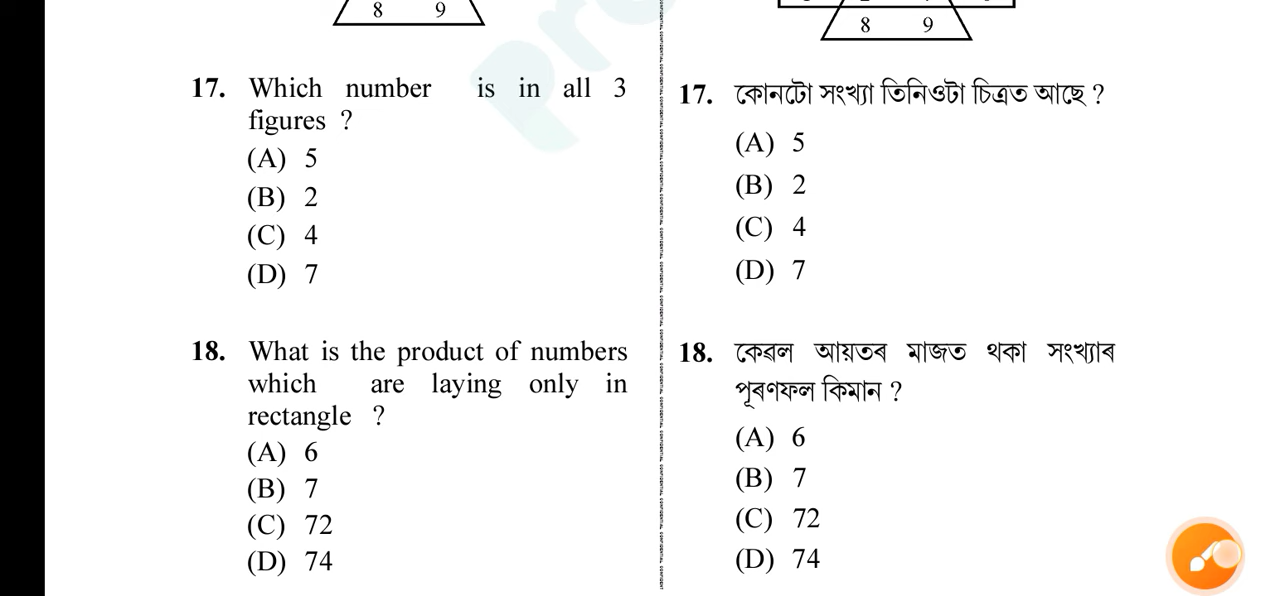 8 9
17. Which number is in all 3
figures ?
(A) 5
(B) 2
(C) 4
(D) 7
18. What is the product of numbers
which are laying only in
rectangle ?
(A) 6
(B) 7
(C) 72
(D) 74
8 9
17. কোনটো সংখ্যা তিনিওটা চিত্ৰত আছে ?
(A) 5
(B) 2
(C) 4
(D) 7
18. কেৱল আয়তৰ মাজত থকা সংখ্যাৰ
পূৰণফল কিমান ?
(A) 6
(B) 7
(C) 72
(D) 74